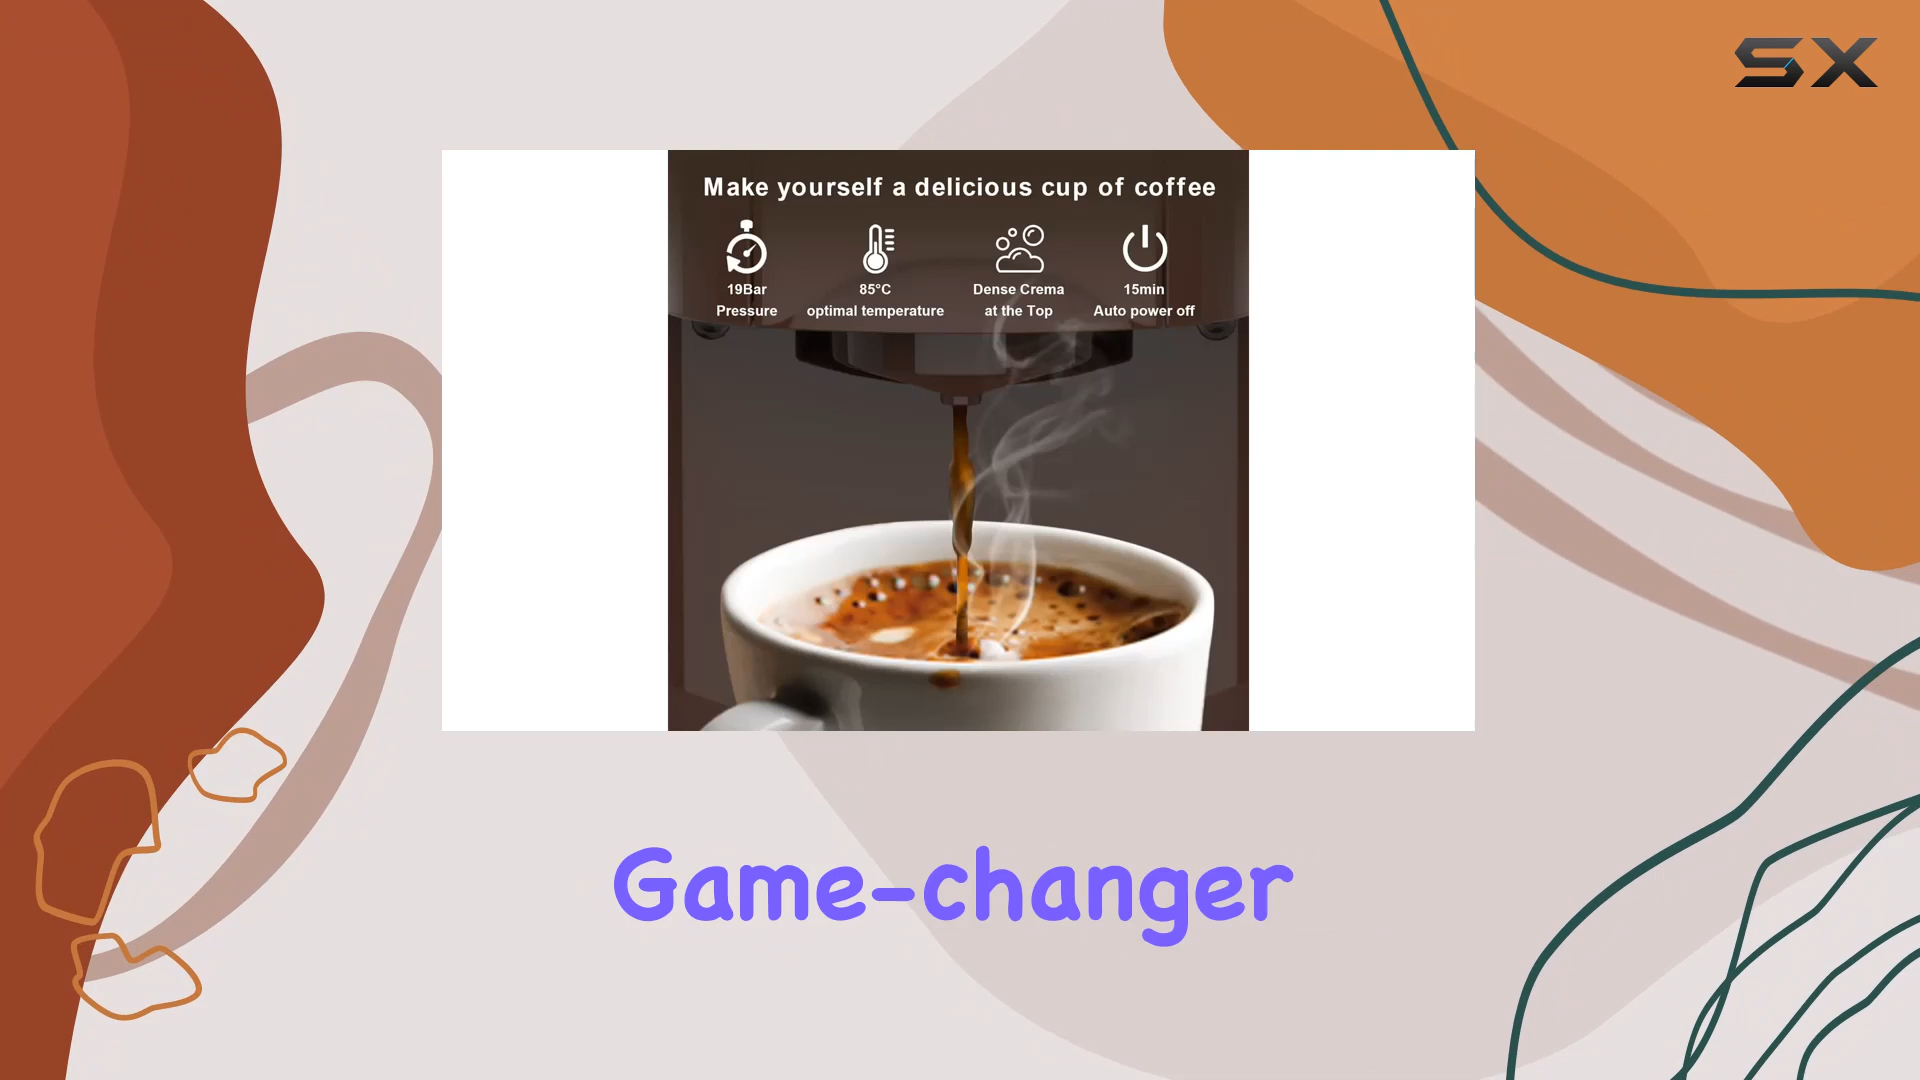 SX
Make yourself a delicious cup of coffee
19Bar
Pressure
85°C
optimal temperature
Dense Crema
at the Top
15min
Auto power off
Game-changer